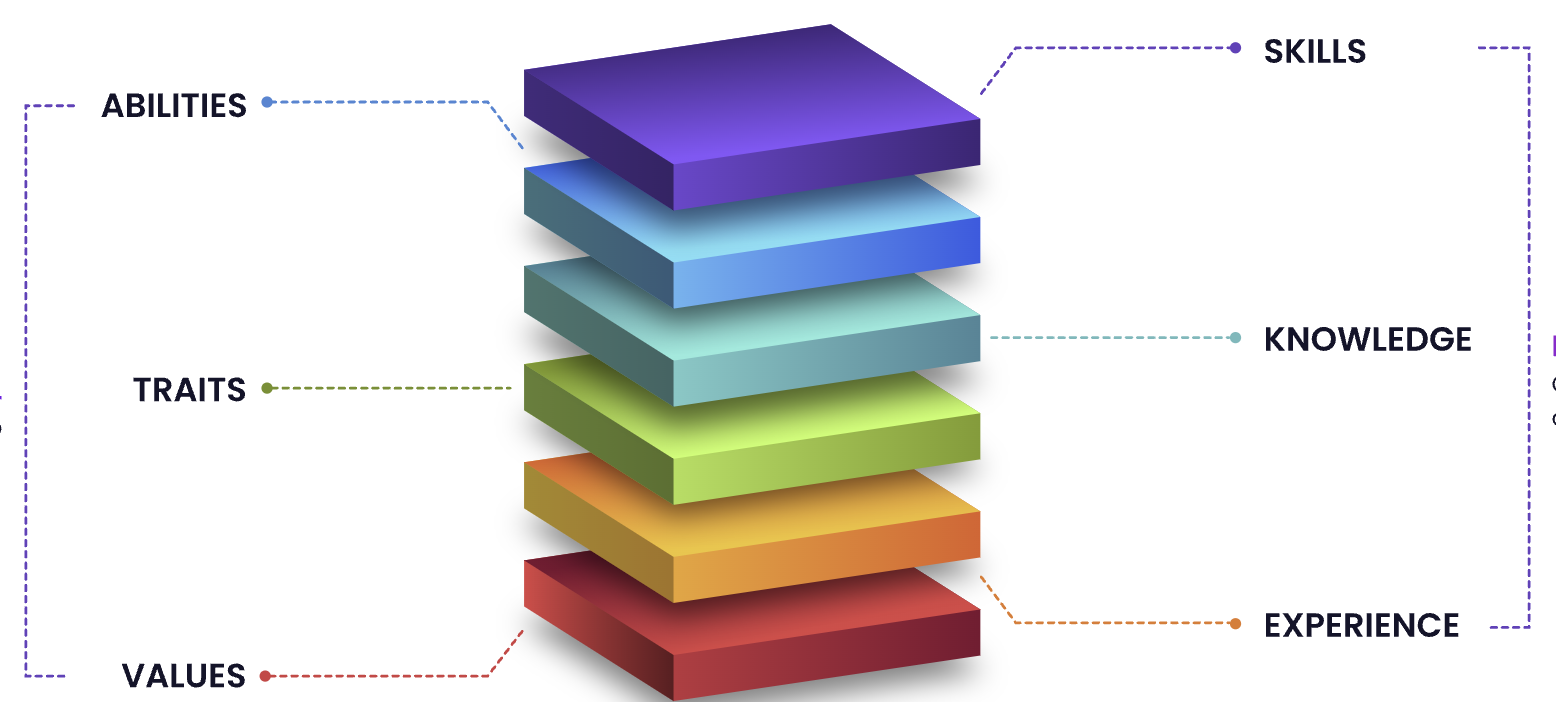 SKILLS
ABILITIES
KNOWLEDGE
TRAITS
EXPERIENCE
VALUES